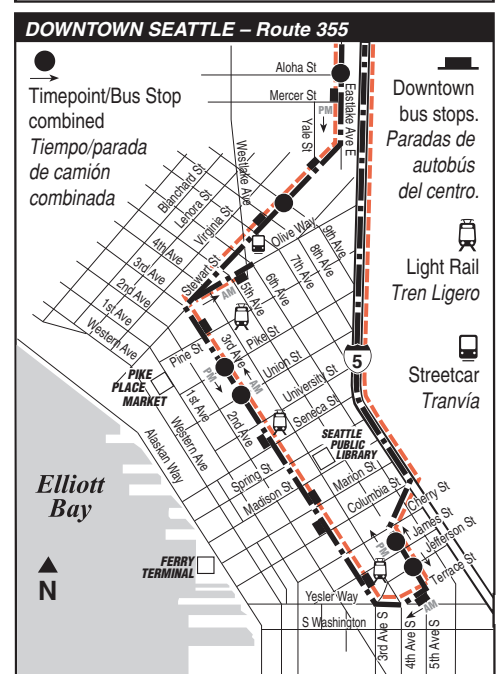 DOWNTOWN SEATTLE – Route 355
Timepoint/Bus Stop
combined
Tiempo/parada
de camión
combinada
Downtown
bus stops.
Paradas de
autobús
del centro.
Light Rail
Tren Ligero
Streetcar
Tranvía
Aloha St
Mercer St
PM
Yale St
Eastlake Ave E
Westlake Ave
Blanchard St
Lenora St
Virginia St
4th Ave
3rd Ave
2nd Ave
1st Ave
Western Ave
Stewart St
Olive Way
9th Ave
8th Ave
7th Ave
6th Ave
5th Ave
AM
Pine St
Pike St
3rd Ave
AM
PM
Union St
University St
Seneca St
5
PIKE
PLACE
MARKET
1st Ave
2nd Ave
Western Ave
Alaskan Way
SEATTLE
PUBLIC
LIBRARY
Spring St
Madison St
Marion St
Columbia St
Cherry St
James St
Jefferson St
Terrace St
PM
Elliott
Bay
N
FERRY
TERMINAL
Yesler Way
AM
S Washington
3rd Ave S
4th Ave S
5th Ave S